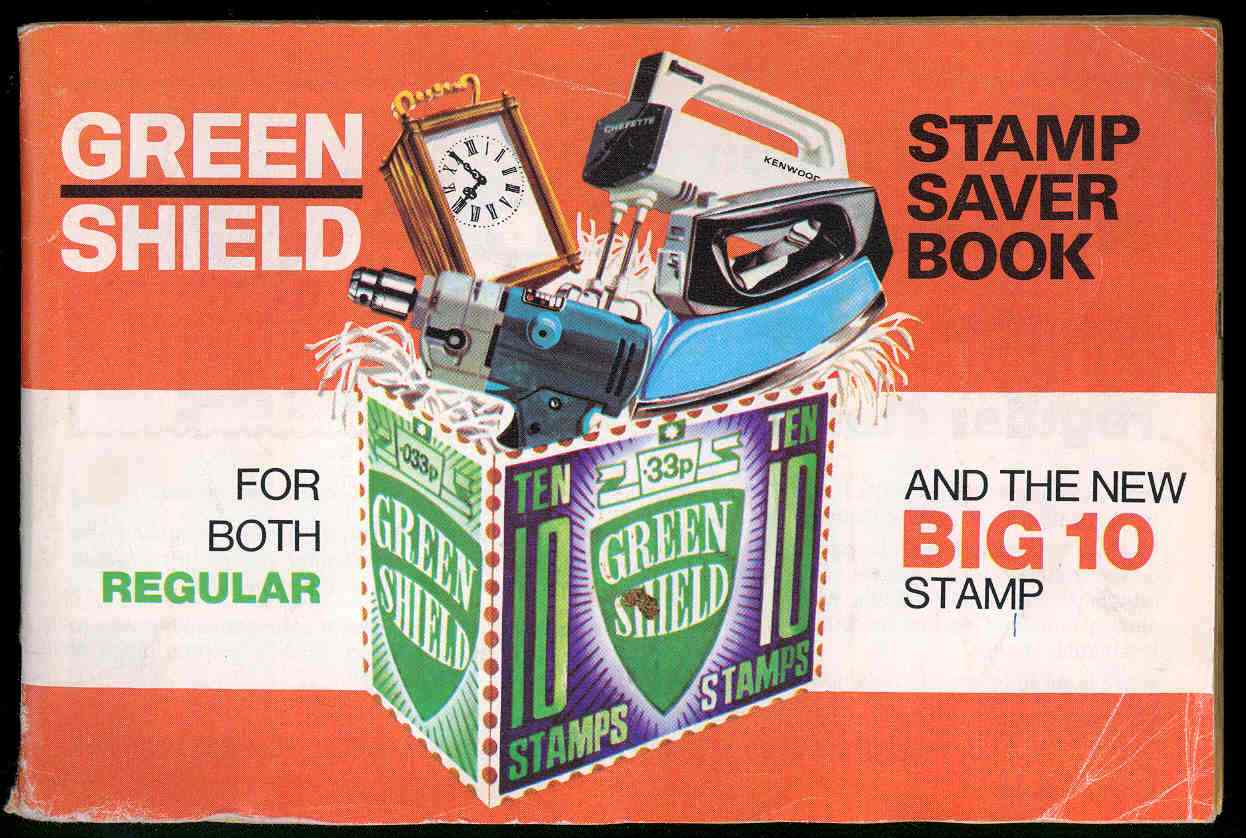 GREEN
SHIELD
STAMP
SAVER
BOOK
CHEFETTE
KENWOOD
FOR
BOTH
REGULAR
AND THE NEW
BIG 10
STAMP
·033p
GREEN
SHIELD
TEN
10
STAMPS
·33p
GREEN
SHIELD
TEN
10
STAMPS